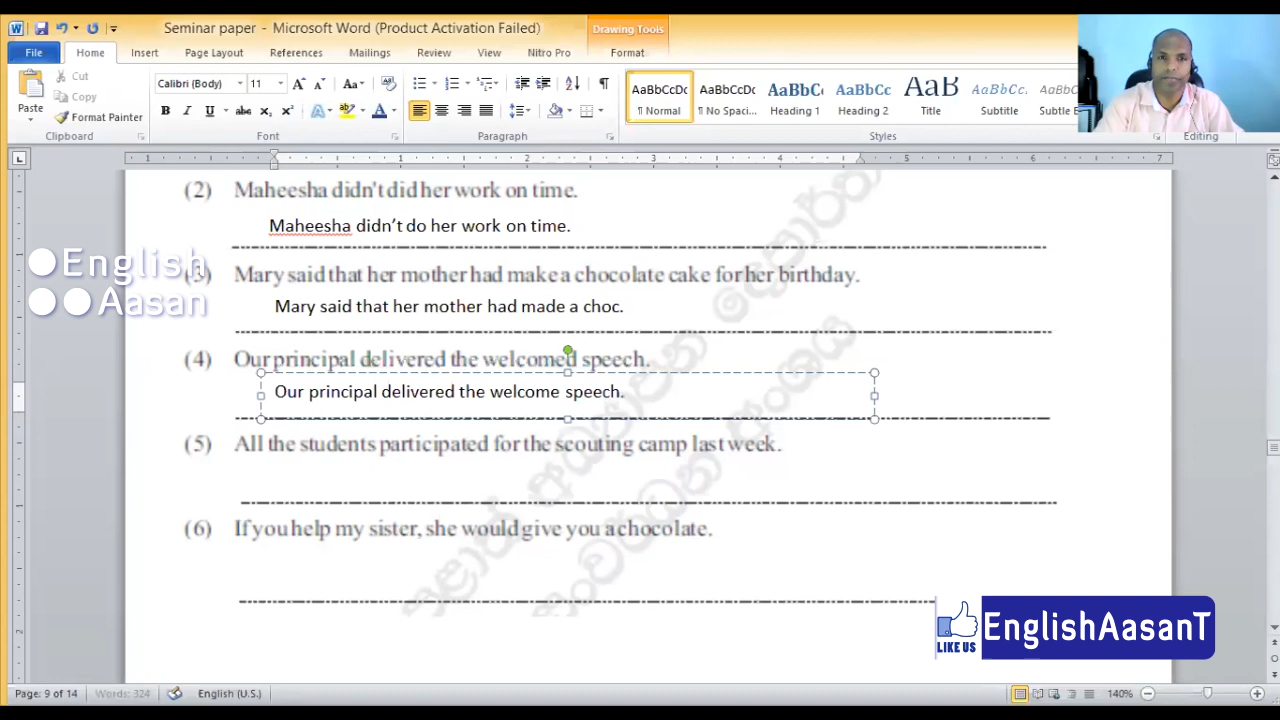 Seminar paper - Microsoft Word (Product Activation Failed)
Drawing Tools
File Home Insert Page Layout References Mailings Review View Nitro Pro Format
Paste
Cut
Copy
Format Painter
Clipboard
Calibri (Body) 11
Font
Paragraph
AaBbCcDc AaBbCcDc AaBbCc AaBbCc AaB AaBbCc. AaBbCc
¶ Normal ¶ No Spaci... Heading 1 Heading 2 Title Subtitle Subtle E
Styles
Editing
(2) Maheesha didn't did her work on time.
Maheesha didn't do her work on time.
English
Aasan
(3) Mary said that her mother had make a chocolate cake for her birthday.
Mary said that her mother had made a choc.
(4) Our principal delivered the welcomed speech.
Our principal delivered the welcome speech.
(5) All the students participated for the scouting camp last week.
(6) If you help my sister, she would give you a chocolate.
LIKE US
EnglishAasanT
Page: 9 of 14 Words: 324 English (U.S.) 140%